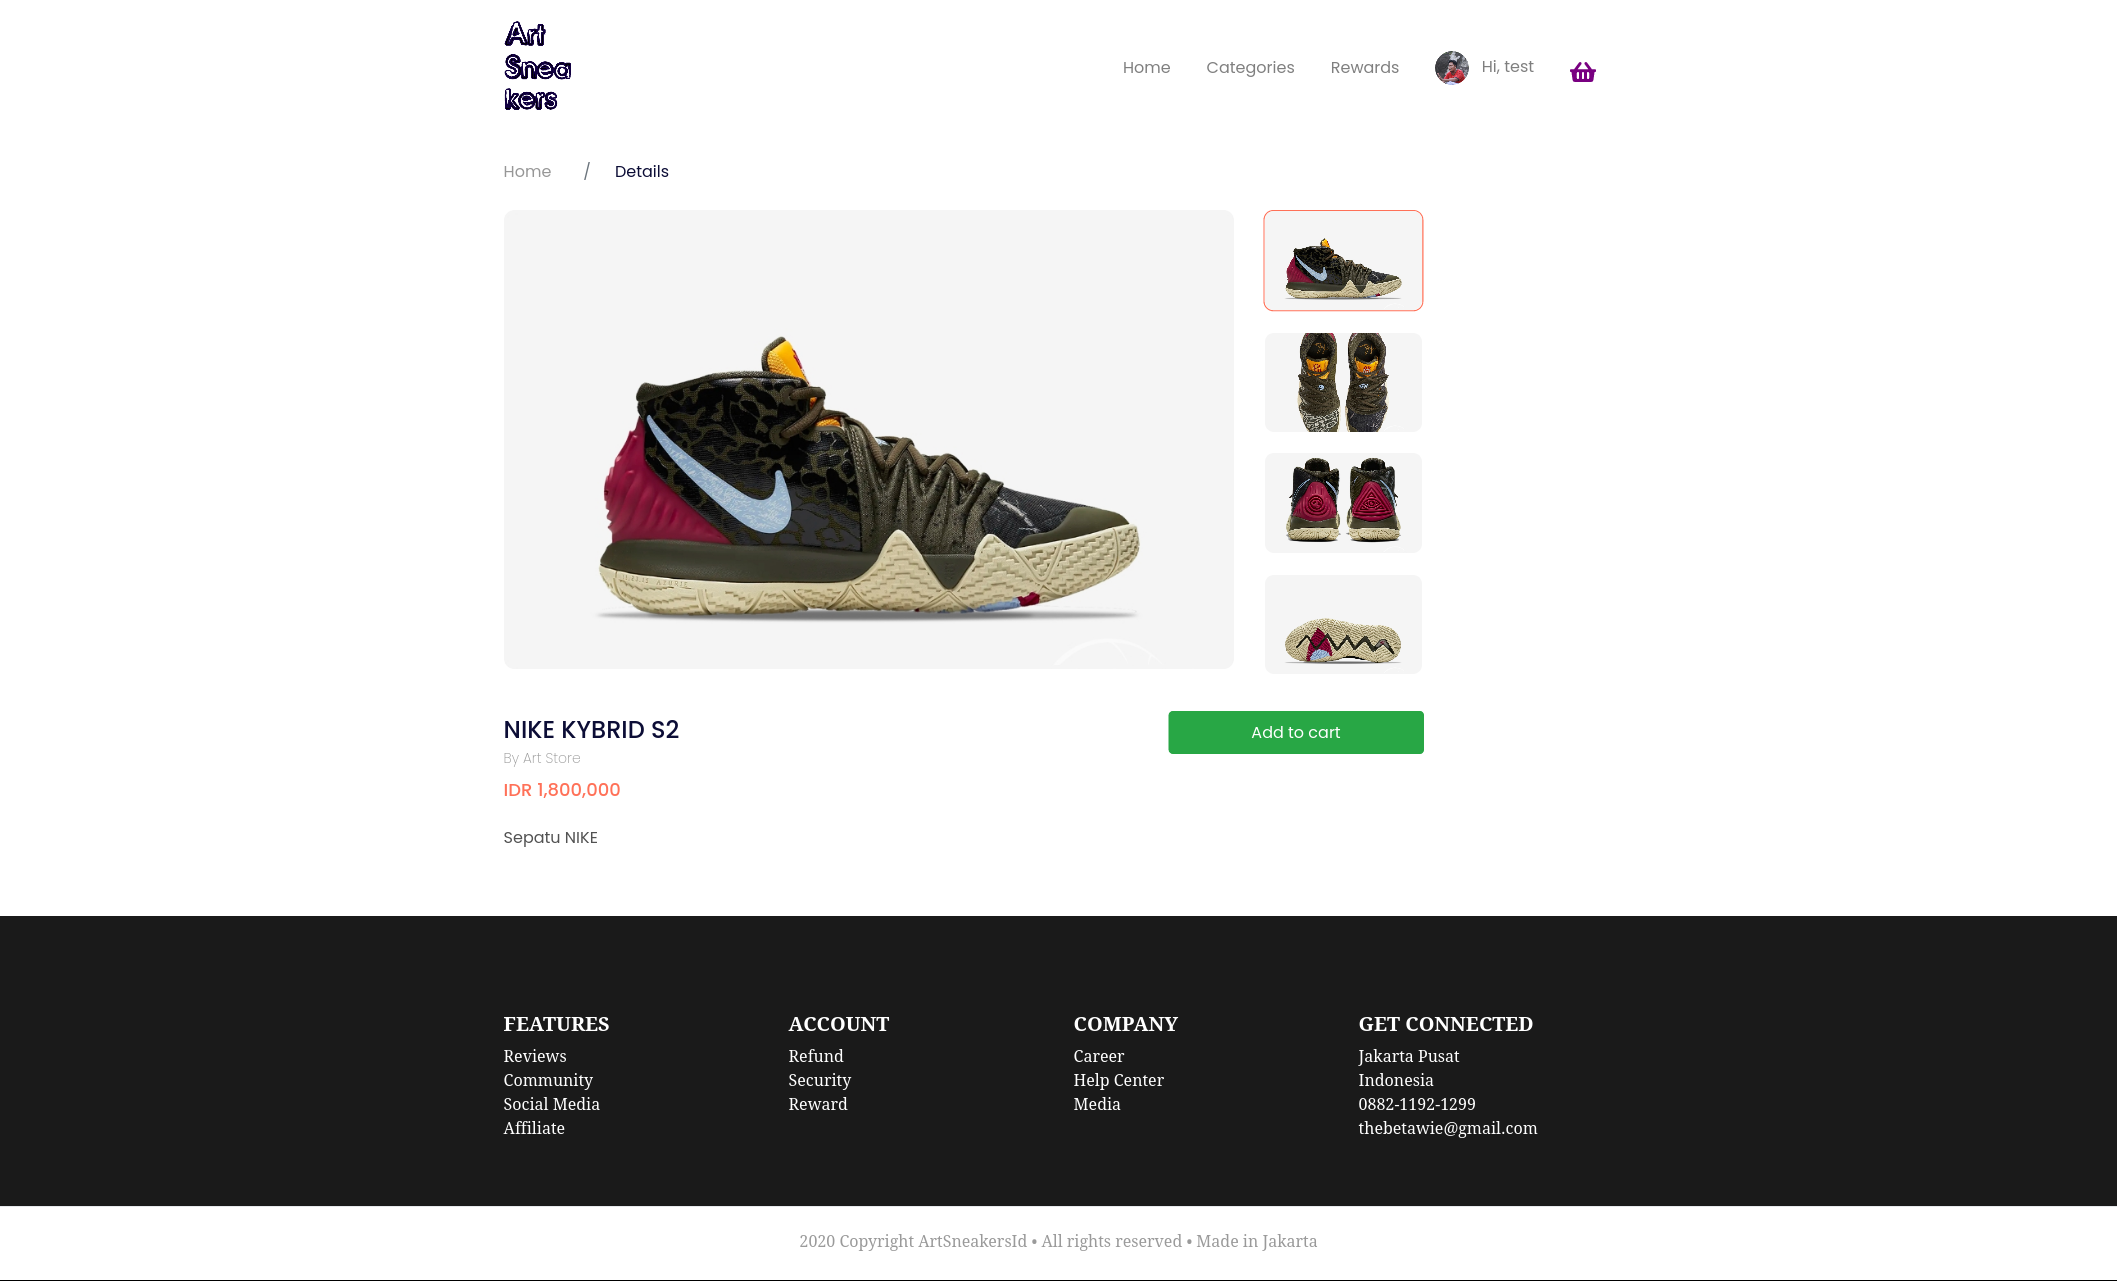 Art
Snea
kers
Home
Categories
Rewards
Hi, test
Home / Details
NIKE KYBRID S2
By Art Store
IDR 1,800,000
Sepatu NIKE
Add to cart
FEATURES
Reviews
Community
Social Media
Affiliate
ACCOUNT
Refund
Security
Reward
COMPANY
Career
Help Center
Media
GET CONNECTED
Jakarta Pusat
Indonesia
0882-1192-1299
thebetawie@gmail.com
2020 Copyright ArtSneakersId • All rights reserved • Made in Jakarta